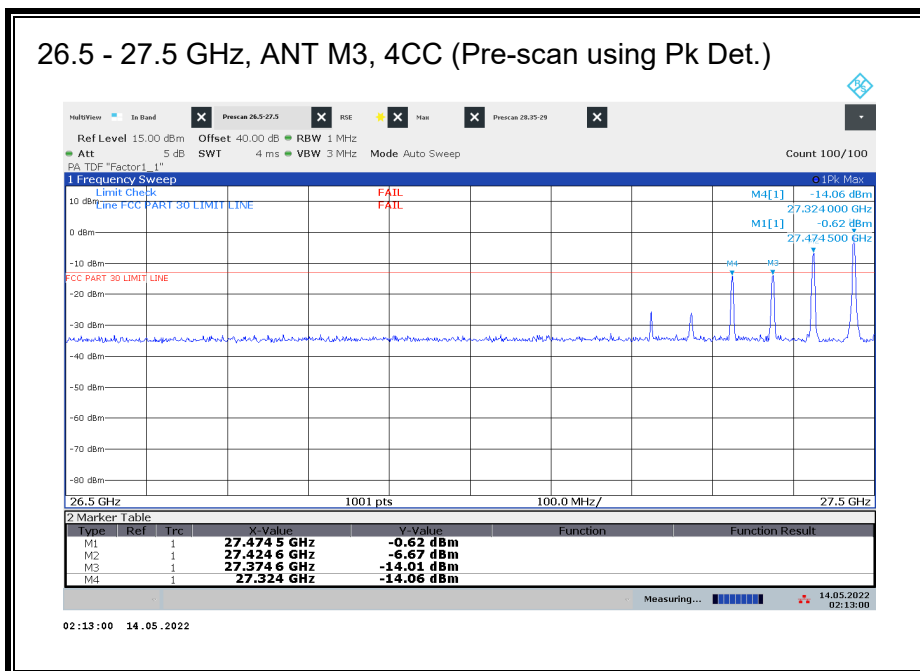 26.5 - 27.5 GHz, ANT M3, 4CC (Pre-scan using Pk Det.)
MultiView In Band X Prescan 26.5-27.5 X RSE X Max X Prescan 28.35-29 X
Ref Level 15.00 dBm Offset 40.00 dB RBW 1 MHz
Att 5 dB SWT 4 ms VBW 3 MHz Mode Auto Sweep Count 100/100
PA TDF "Factor1_1"
1 Frequency Sweep 1Pk Max
Limit Check FAIL M4[1] -14.06 dBm
10 dBm
Line FCC PART 30 LIMIT LINE FAIL 27.324 000 GHz
M1[1] -0.62 dBm
0 dBm
27.474 500 GHz
-10 dBm
M4 M3
FCC PART 30 LIMIT LINE
-20 dBm
-30 dBm
-40 dBm
-50 dBm
-60 dBm
-70 dBm
-80 dBm
26.5 GHz 1001 pts 100.0 MHz/ 27.5 GHz
2 Marker Table
Type Ref Trc X-Value Y-Value Function Function Result
M1 1 27.474 5 GHz -0.62 dBm
M2 1 27.424 6 GHz -6.67 dBm
M3 1 27.374 6 GHz -14.01 dBm
M4 1 27.324 GHz -14.06 dBm
Measuring... 14.05.2022
02:13:00
02:13:00 14.05.2022